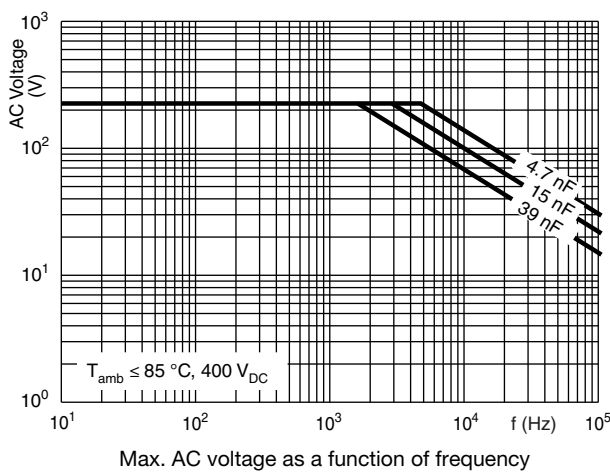 10³
AC Voltage
(V)
10²
10¹
10⁰
4.7 nF
15 nF
39 nF
T_amb ≤ 85 °C, 400 V_DC
10¹ 10² 10³ 10⁴ f (Hz) 10⁵
Max. AC voltage as a function of frequency